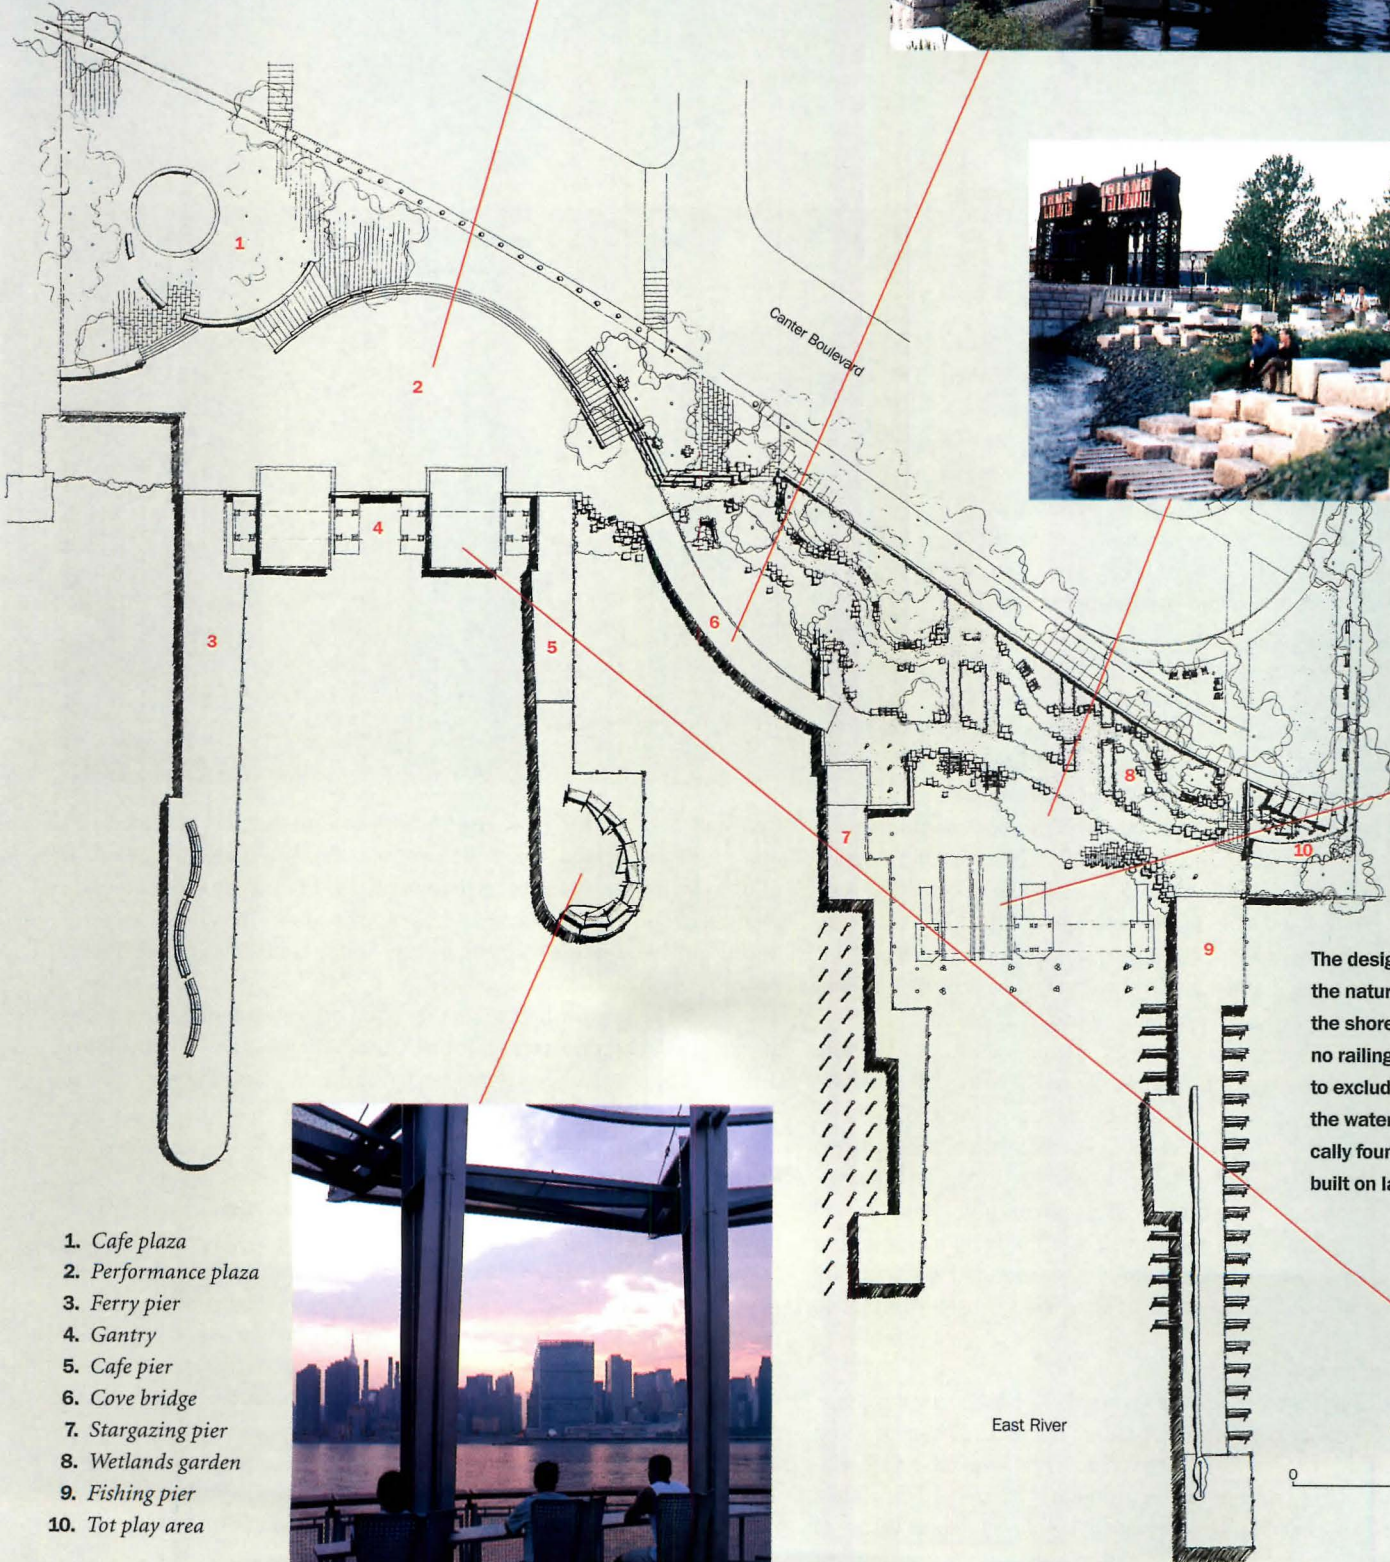 1
Canter Boulevard
2
4
3
5
6
8
7
10
9
The desig
the natur
the shore
no railing
to exclud
the water
cally four
built on la
1. Cafe plaza
2. Performance plaza
3. Ferry pier
4. Gantry
5. Cafe pier
6. Cove bridge
7. Stargazing pier
8. Wetlands garden
9. Fishing pier
10. Tot play area
East River
0